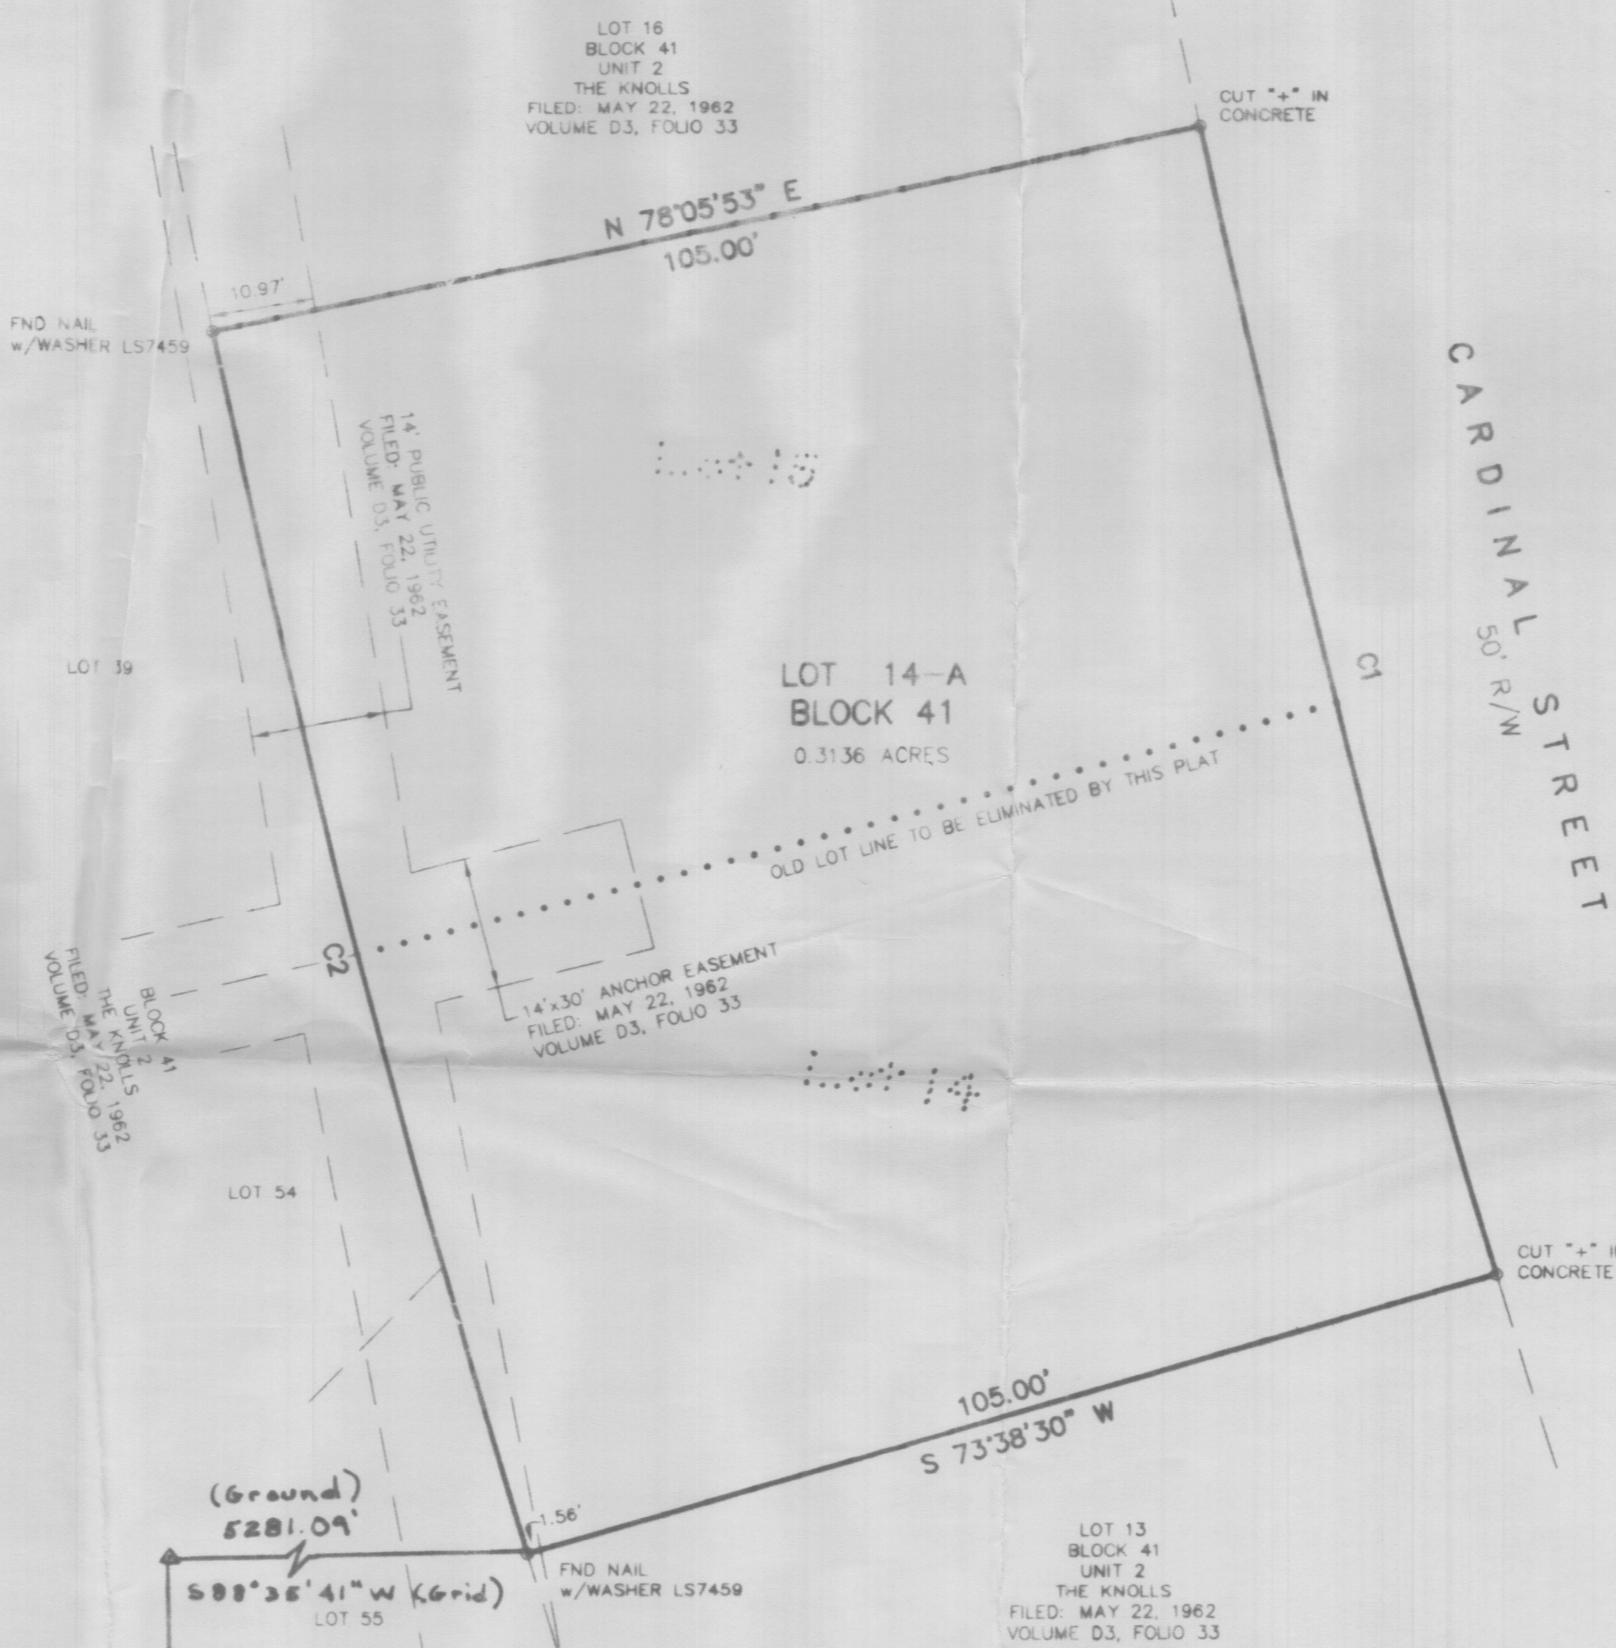 LOT 16
BLOCK 41
UNIT 2
THE KNOLLS
FILED: MAY 22, 1962
VOLUME D3, FOLIO 33
CUT "+" IN
CONCRETE
N 78°05'53" E
105.00'
10.97'
FND NAIL
w/WASHER LS7459
CARDINAL STREET
50' R/W
14' PUBLIC UTILITY EASEMENT
FILED: MAY 22, 1962
VOLUME D3, FOLIO 33
Lot 15
LOT 39
LOT 14-A
BLOCK 41
0.3136 ACRES
C1
OLD LOT LINE TO BE ELIMINATED BY THIS PLAT
C2
14'x30' ANCHOR EASEMENT
FILED: MAY 22, 1962
VOLUME D3, FOLIO 33
BLOCK 41
UNIT 2
THE KNOLLS
FILED: MAY 22, 1962
VOLUME D3, FOLIO 33
Lot 14
LOT 54
CUT "+"
CONCRETE
105.00'
S 73°38'30" W
(Ground)
5281.09'
1.56'
S88°35'41" W (Grid)
LOT 55
FND NAIL
w/WASHER LS7459
LOT 13
BLOCK 41
UNIT 2
THE KNOLLS
FILED: MAY 22, 1962
VOLUME D3, FOLIO 33